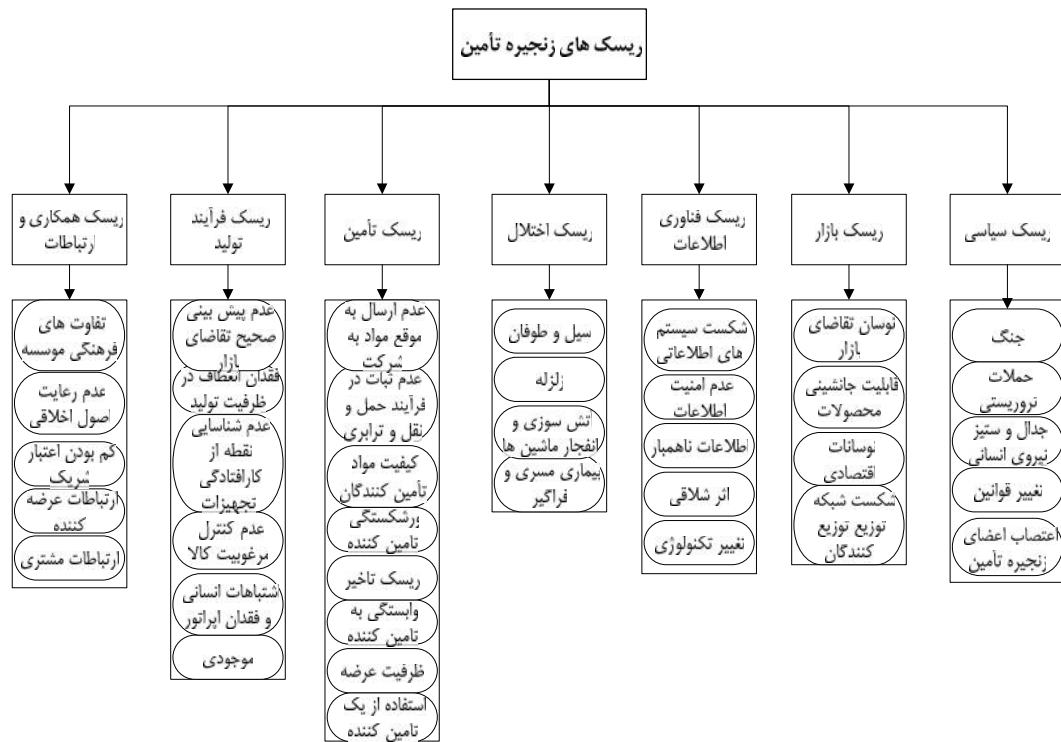 ریسک های زنجیره تأمین
ریسک سیاسی
جنگ
حملات
تروریستی
جدال و ستیز
نیروی انسانی
تغییر قوانین
اعتصاب اعضای
زنجیره تأمین
ریسک بازار
نوسان تقاضای
بازار
قابلیت جانشینی
محصولات
نوسانات
اقتصادی
شکست شبکه
توزیع توزیع
کنندگان
ریسک فناوری
اطلاعات
شکست سیستم
های اطلاعاتی
عدم امنیت
اطلاعات
اطلاعات ناهمبار
اثر شلاقی
تغییر تکنولوژی
ریسک اختلال
سیل و طوفان
زلزله
آتش سوزی و
انفجار ماشین ها
بیماری مسری و
فراگیر
ریسک تأمین
عدم ارسال به
موقع مواد به
شرکت
عدم ثبات در
فرآیند حمل و
نقل و ترابری
کیفیت مواد
تأمین کنندگان
ورشکستگی
تامین کننده
ریسک تاخیر
وابستگی به
تامین کننده
ظرفیت عرضه
استفاده از یک
تامین کننده
ریسک فرآیند
تولید
عدم پیش بینی
صحیح تقاضای
بازار
فقدان انعطاف در
ظرفیت تولید
عدم شناسایی
نقطه از
کارافتادگی
تجهیزات
عدم کنترل
مرغوبیت کالا
شتباهات انسانی
و فقدان اپراتور
موجودی
ریسک همکاری و
ارتباطات
تفاوت های
فرهنگی موسسه
عدم رعایت
اصول اخلاقی
کم بودن اعتبار
شریک
ارتباطات عرضه
کننده
ارتباطات مشتری